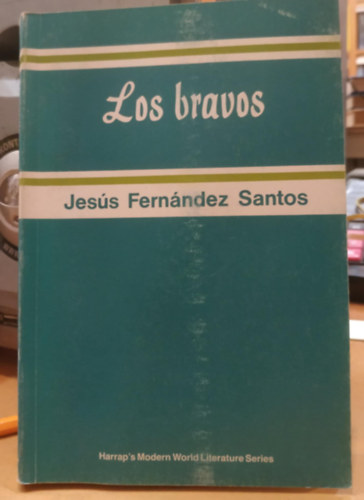 Los bravos
Jesús Fernández Santos
Harrap's Modern World Literature Series